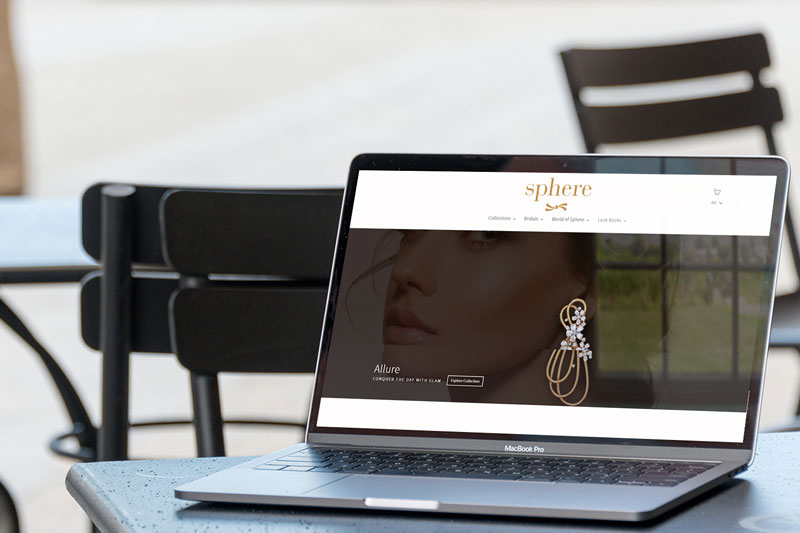 sphere
Collections Bridals World of Sphere Look Books
Allure
CONQUER THE DAY WITH GLAM Explore Collection
MacBook Pro